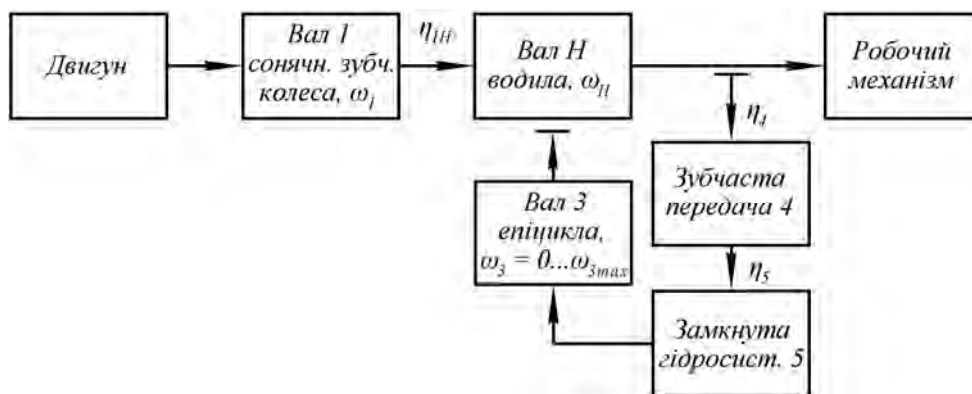 Двигун
Вал 1
сонячн. зубч.
колеса, ω₁
η₁H
Вал H
водила, ωH
Робочий
механізм
η₄
Зубчаста
передача 4
Вал 3
епіцикла,
ω₃ = 0...ω₃max
η₅
Замкнута
гідросист. 5